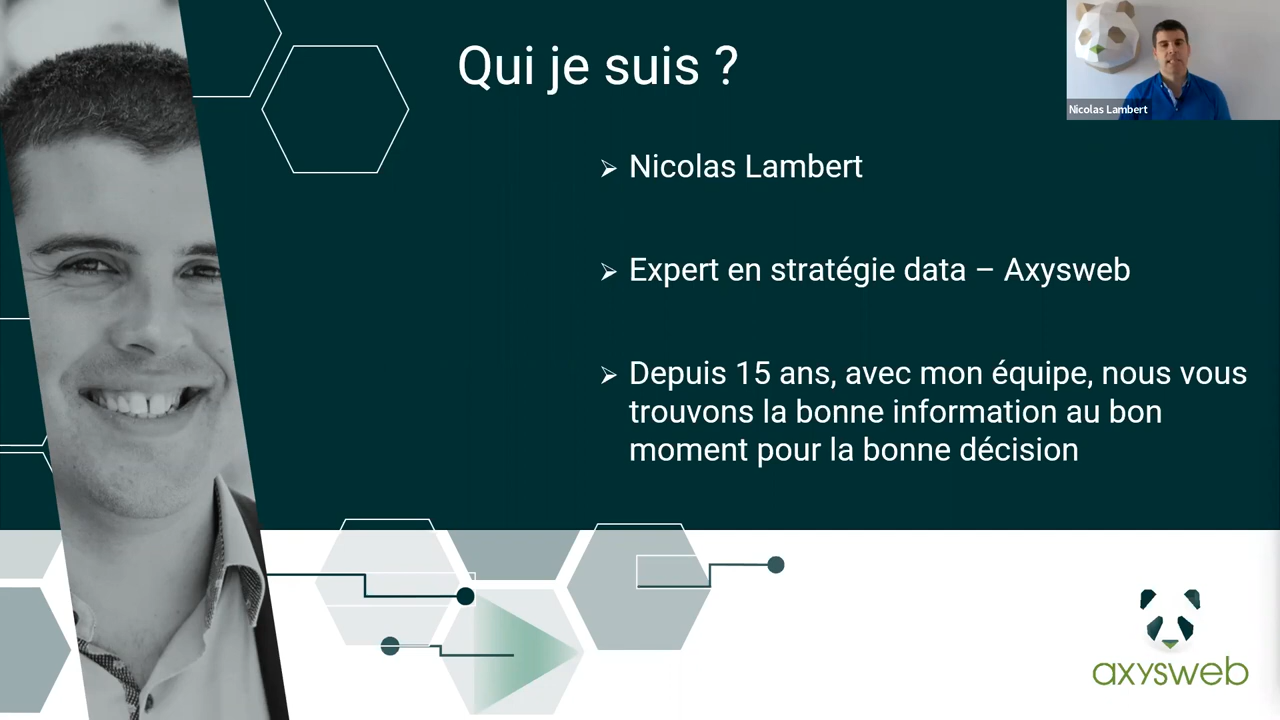 Qui je suis ?
Nicolas Lambert
Nicolas Lambert
Expert en stratégie data – Axysweb
Depuis 15 ans, avec mon équipe, nous vous
trouvons la bonne information au bon
moment pour la bonne décision
axysweb